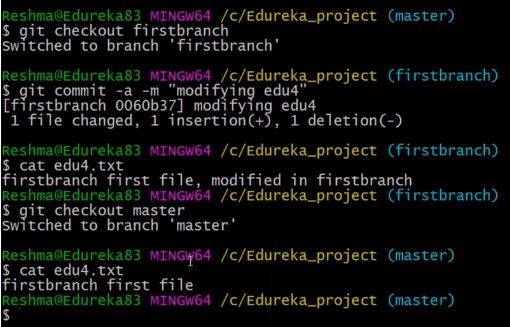 Reshma@Edureka83 MINGW64 /c/Edureka_project (master)
$ git checkout firstbranch
Switched to branch 'firstbranch'
Reshma@Edureka83 MINGW64 /c/Edureka_project (firstbranch)
$ git commit -a -m "modifying edu4"
[firstbranch 0060b37] modifying edu4
1 file changed, 1 insertion(+), 1 deletion(-)
Reshma@Edureka83 MINGW64 /c/Edureka_project (firstbranch)
$ cat edu4.txt
firstbranch first file, modified in firstbranch
Reshma@Edureka83 MINGW64 /c/Edureka_project (firstbranch)
$ git checkout master
Switched to branch 'master'
Reshma@Edureka83 MINGW64 /c/Edureka_project (master)
$ cat edu4.txt
firstbranch first file
Reshma@Edureka83 MINGW64 /c/Edureka_project (master)
$